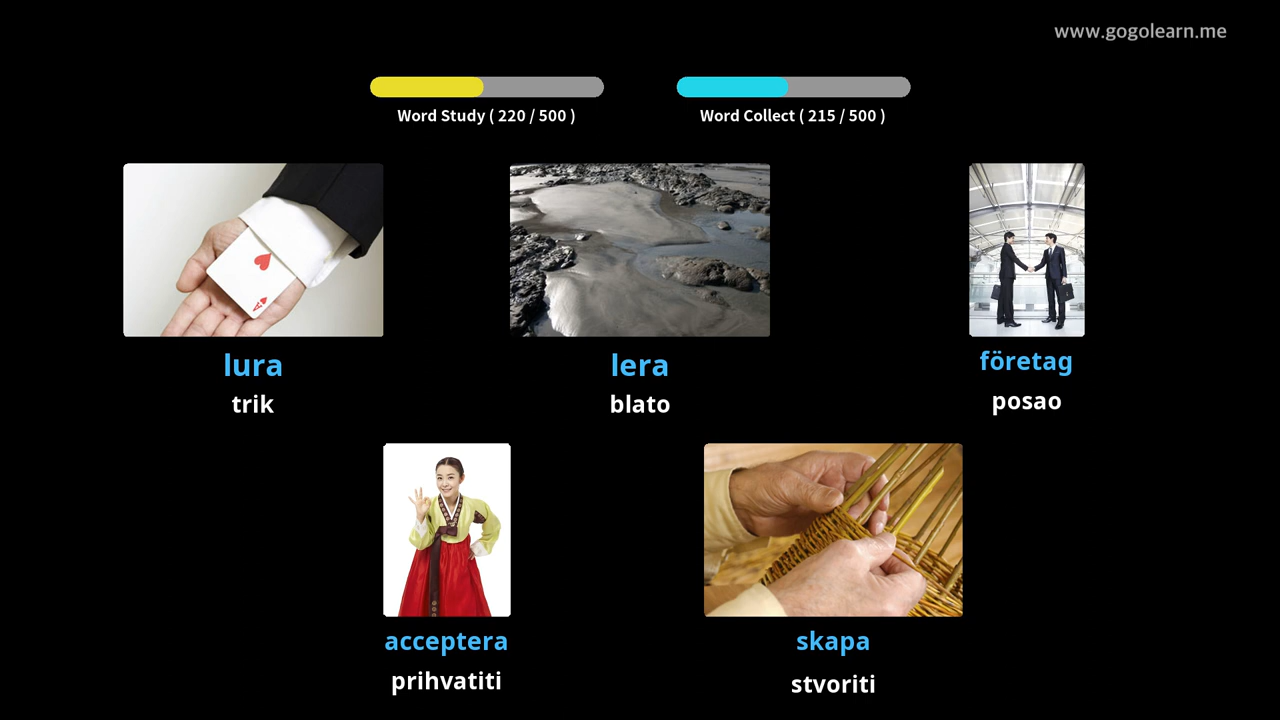 www.gogolearn.me
Word Study ( 220 / 500 )
Word Collect ( 215 / 500 )
lura
trik
lera
blato
företag
posao
acceptera
prihvatiti
skapa
stvoriti